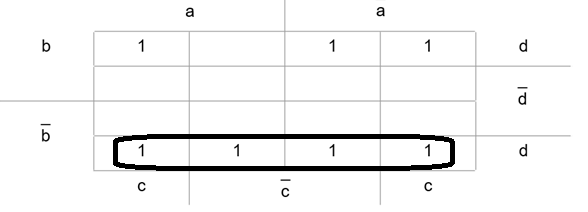 a a
b 1 1 1 d
d̅
b̅
1 1 1 1 d
c c̅ c